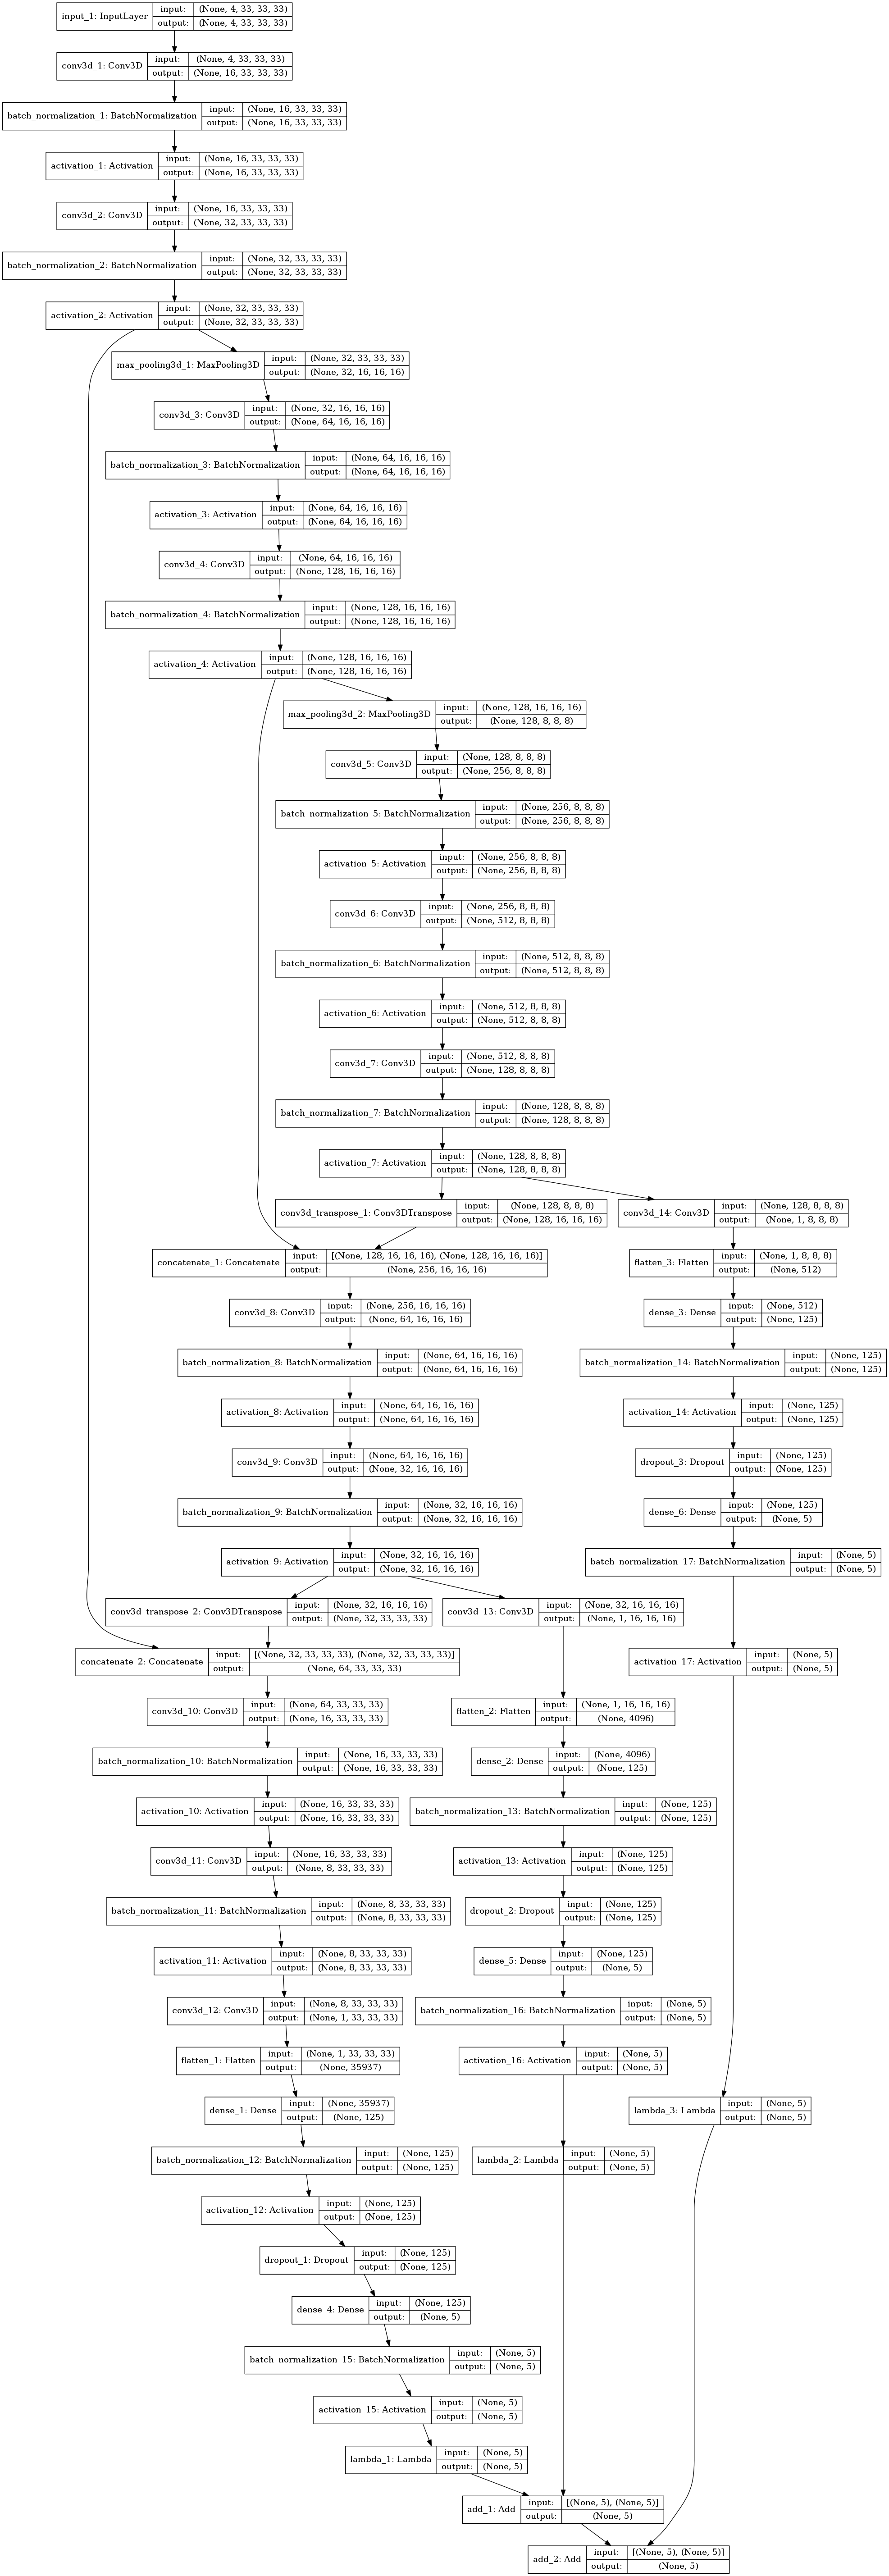 input_1: InputLayer
input: (None, 4, 33, 33, 33)
output: (None, 4, 33, 33, 33)
conv3d_1: Conv3D
input: (None, 4, 33, 33, 33)
output: (None, 16, 33, 33, 33)
batch_normalization_1: BatchNormalization
input: (None, 16, 33, 33, 33)
output: (None, 16, 33, 33, 33)
activation_1: Activation
input: (None, 16, 33, 33, 33)
output: (None, 16, 33, 33, 33)
conv3d_2: Conv3D
input: (None, 16, 33, 33, 33)
output: (None, 32, 33, 33, 33)
batch_normalization_2: BatchNormalization
input: (None, 32, 33, 33, 33)
output: (None, 32, 33, 33, 33)
activation_2: Activation
input: (None, 32, 33, 33, 33)
output: (None, 32, 33, 33, 33)
max_pooling3d_1: MaxPooling3D
input: (None, 32, 33, 33, 33)
output: (None, 32, 16, 16, 16)
conv3d_3: Conv3D
input: (None, 32, 16, 16, 16)
output: (None, 64, 16, 16, 16)
batch_normalization_3: BatchNormalization
input: (None, 64, 16, 16, 16)
output: (None, 64, 16, 16, 16)
activation_3: Activation
input: (None, 64, 16, 16, 16)
output: (None, 64, 16, 16, 16)
conv3d_4: Conv3D
input: (None, 64, 16, 16, 16)
output: (None, 128, 16, 16, 16)
batch_normalization_4: BatchNormalization
input: (None, 128, 16, 16, 16)
output: (None, 128, 16, 16, 16)
activation_4: Activation
input: (None, 128, 16, 16, 16)
output: (None, 128, 16, 16, 16)
max_pooling3d_2: MaxPooling3D
input: (None, 128, 16, 16, 16)
output: (None, 128, 8, 8, 8)
conv3d_5: Conv3D
input: (None, 128, 8, 8, 8)
output: (None, 256, 8, 8, 8)
batch_normalization_5: BatchNormalization
input: (None, 256, 8, 8, 8)
output: (None, 256, 8, 8, 8)
activation_5: Activation
input: (None, 256, 8, 8, 8)
output: (None, 256, 8, 8, 8)
conv3d_6: Conv3D
input: (None, 256, 8, 8, 8)
output: (None, 512, 8, 8, 8)
batch_normalization_6: BatchNormalization
input: (None, 512, 8, 8, 8)
output: (None, 512, 8, 8, 8)
activation_6: Activation
input: (None, 512, 8, 8, 8)
output: (None, 512, 8, 8, 8)
conv3d_7: Conv3D
input: (None, 512, 8, 8, 8)
output: (None, 128, 8, 8, 8)
batch_normalization_7: BatchNormalization
input: (None, 128, 8, 8, 8)
output: (None, 128, 8, 8, 8)
activation_7: Activation
input: (None, 128, 8, 8, 8)
output: (None, 128, 8, 8, 8)
conv3d_transpose_1: Conv3DTranspose
input: (None, 128, 8, 8, 8)
output: (None, 128, 16, 16, 16)
conv3d_14: Conv3D
input: (None, 128, 8, 8, 8)
output: (None, 1, 8, 8, 8)
concatenate_1: Concatenate
input: [(None, 128, 16, 16, 16), (None, 128, 16, 16, 16)]
output: (None, 256, 16, 16, 16)
flatten_3: Flatten
input: (None, 1, 8, 8, 8)
output: (None, 512)
conv3d_8: Conv3D
input: (None, 256, 16, 16, 16)
output: (None, 64, 16, 16, 16)
dense_3: Dense
input: (None, 512)
output: (None, 125)
batch_normalization_8: BatchNormalization
input: (None, 64, 16, 16, 16)
output: (None, 64, 16, 16, 16)
batch_normalization_14: BatchNormalization
input: (None, 125)
output: (None, 125)
activation_8: Activation
input: (None, 64, 16, 16, 16)
output: (None, 64, 16, 16, 16)
activation_14: Activation
input: (None, 125)
output: (None, 125)
conv3d_9: Conv3D
input: (None, 64, 16, 16, 16)
output: (None, 32, 16, 16, 16)
dropout_3: Dropout
input: (None, 125)
output: (None, 125)
batch_normalization_9: BatchNormalization
input: (None, 32, 16, 16, 16)
output: (None, 32, 16, 16, 16)
dense_6: Dense
input: (None, 125)
output: (None, 5)
activation_9: Activation
input: (None, 32, 16, 16, 16)
output: (None, 32, 16, 16, 16)
batch_normalization_17: BatchNormalization
input: (None, 5)
output: (None, 5)
conv3d_transpose_2: Conv3DTranspose
input: (None, 32, 16, 16, 16)
output: (None, 32, 33, 33, 33)
conv3d_13: Conv3D
input: (None, 32, 16, 16, 16)
output: (None, 1, 16, 16, 16)
concatenate_2: Concatenate
input: [(None, 32, 33, 33, 33), (None, 32, 33, 33, 33)]
output: (None, 64, 33, 33, 33)
activation_17: Activation
input: (None, 5)
output: (None, 5)
conv3d_10: Conv3D
input: (None, 64, 33, 33, 33)
output: (None, 16, 33, 33, 33)
flatten_2: Flatten
input: (None, 1, 16, 16, 16)
output: (None, 4096)
batch_normalization_10: BatchNormalization
input: (None, 16, 33, 33, 33)
output: (None, 16, 33, 33, 33)
dense_2: Dense
input: (None, 4096)
output: (None, 125)
activation_10: Activation
input: (None, 16, 33, 33, 33)
output: (None, 16, 33, 33, 33)
batch_normalization_13: BatchNormalization
input: (None, 125)
output: (None, 125)
conv3d_11: Conv3D
input: (None, 16, 33, 33, 33)
output: (None, 8, 33, 33, 33)
activation_13: Activation
input: (None, 125)
output: (None, 125)
batch_normalization_11: BatchNormalization
input: (None, 8, 33, 33, 33)
output: (None, 8, 33, 33, 33)
dropout_2: Dropout
input: (None, 125)
output: (None, 125)
activation_11: Activation
input: (None, 8, 33, 33, 33)
output: (None, 8, 33, 33, 33)
dense_5: Dense
input: (None, 125)
output: (None, 5)
conv3d_12: Conv3D
input: (None, 8, 33, 33, 33)
output: (None, 1, 33, 33, 33)
batch_normalization_16: BatchNormalization
input: (None, 5)
output: (None, 5)
flatten_1: Flatten
input: (None, 1, 33, 33, 33)
output: (None, 35937)
activation_16: Activation
input: (None, 5)
output: (None, 5)
dense_1: Dense
input: (None, 35937)
output: (None, 125)
lambda_3: Lambda
input: (None, 5)
output: (None, 5)
batch_normalization_12: BatchNormalization
input: (None, 125)
output: (None, 125)
lambda_2: Lambda
input: (None, 5)
output: (None, 5)
activation_12: Activation
input: (None, 125)
output: (None, 125)
dropout_1: Dropout
input: (None, 125)
output: (None, 125)
dense_4: Dense
input: (None, 125)
output: (None, 5)
batch_normalization_15: BatchNormalization
input: (None, 5)
output: (None, 5)
activation_15: Activation
input: (None, 5)
output: (None, 5)
lambda_1: Lambda
input: (None, 5)
output: (None, 5)
add_1: Add
input: [(None, 5), (None, 5)]
output: (None, 5)
add_2: Add
input: [(None, 5), (None, 5)]
output: (None, 5)